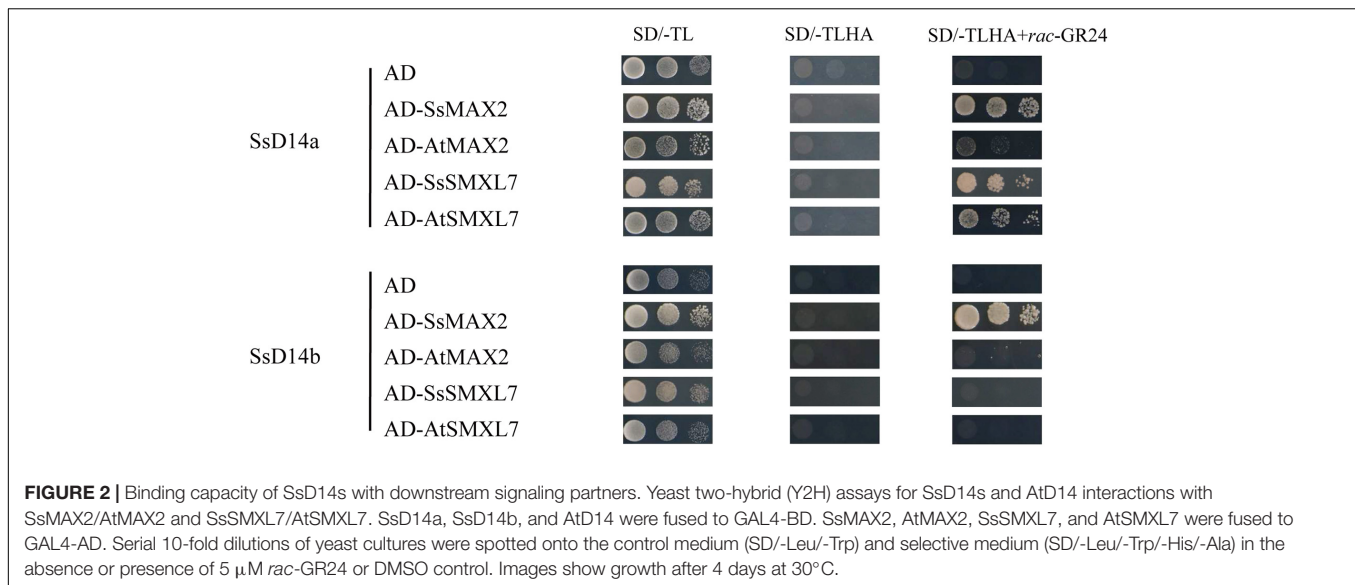 SD/-TL SD/-TLHA SD/-TLHA+rac-GR24
AD
AD-SsMAX2
SsD14a AD-AtMAX2
AD-SsSMXL7
AD-AtSMXL7
AD
AD-SsMAX2
SsD14b AD-AtMAX2
AD-SsSMXL7
AD-AtSMXL7
FIGURE 2 | Binding capacity of SsD14s with downstream signaling partners. Yeast two-hybrid (Y2H) assays for SsD14s and AtD14 interactions with
SsMAX2/AtMAX2 and SsSMXL7/AtSMXL7. SsD14a, SsD14b, and AtD14 were fused to GAL4-BD. SsMAX2, AtMAX2, SsSMXL7, and AtSMXL7 were fused to
GAL4-AD. Serial 10-fold dilutions of yeast cultures were spotted onto the control medium (SD/-Leu/-Trp) and selective medium (SD/-Leu/-Trp/-His/-Ala) in the
absence or presence of 5 μM rac-GR24 or DMSO control. Images show growth after 4 days at 30°C.